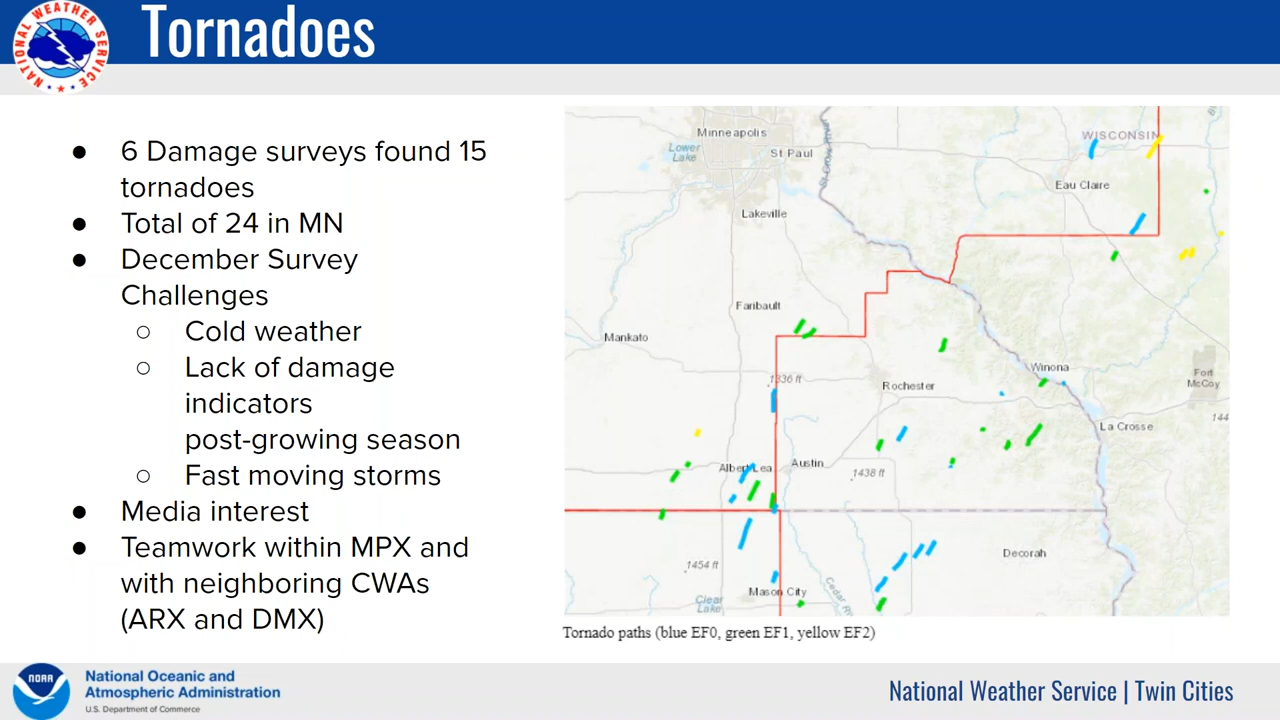 NATIONAL WEATHER SERVICE
Tornadoes
● 6 Damage surveys found 15
tornadoes
● Total of 24 in MN
● December Survey
Challenges
○ Cold weather
○ Lack of damage
indicators
post-growing season
○ Fast moving storms
● Media interest
● Teamwork within MPX and
with neighboring CWAs
(ARX and DMX)
Minneapolis
Lower
Lake
St Paul
WISCONSIN
Eau Claire
Lakeville
Faribault
Mankato
1336 ft
Rochester
Winona
Fort
McCoy
La Crosse
144
Albert Lea
Austin
1438 ft
1454 ft
Decorah
Mason City
Clear
Lake
Cedar
Tornado paths (blue EF0, green EF1, yellow EF2)
NOAA
National Oceanic and
Atmospheric Administration
U.S. Department of Commerce
National Weather Service | Twin Cities